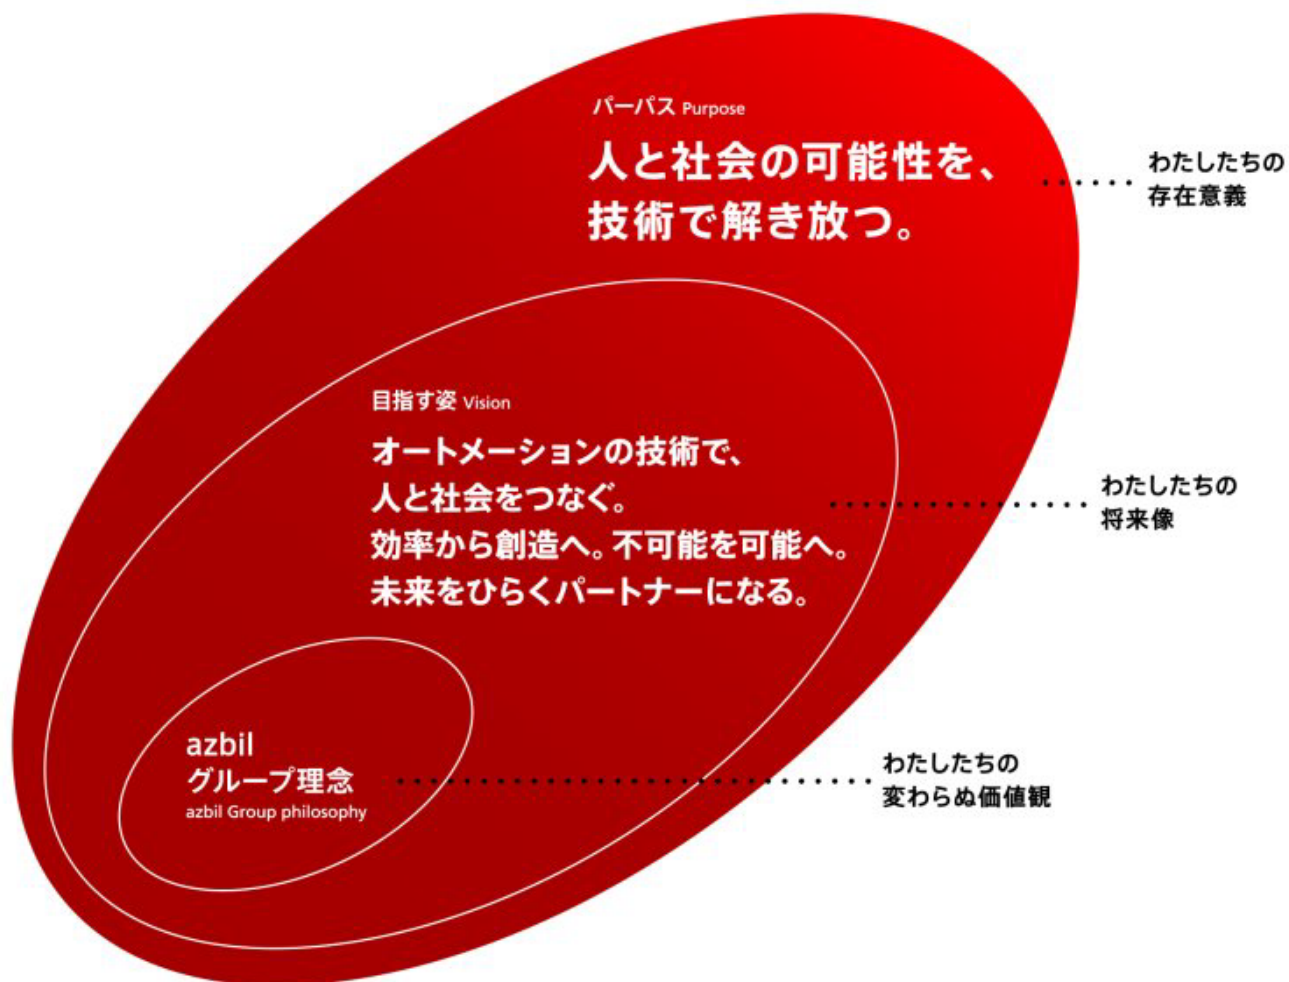 パーパス Purpose
人と社会の可能性を、
技術で解き放つ。
わたしたちの
存在意義
目指す姿 Vision
オートメーションの技術で、
人と社会をつなぐ。
効率から創造へ。不可能を可能へ。
未来をひらくパートナーになる。
わたしたちの
将来像
azbil
グループ理念
azbil Group philosophy
わたしたちの
変わらぬ価値観